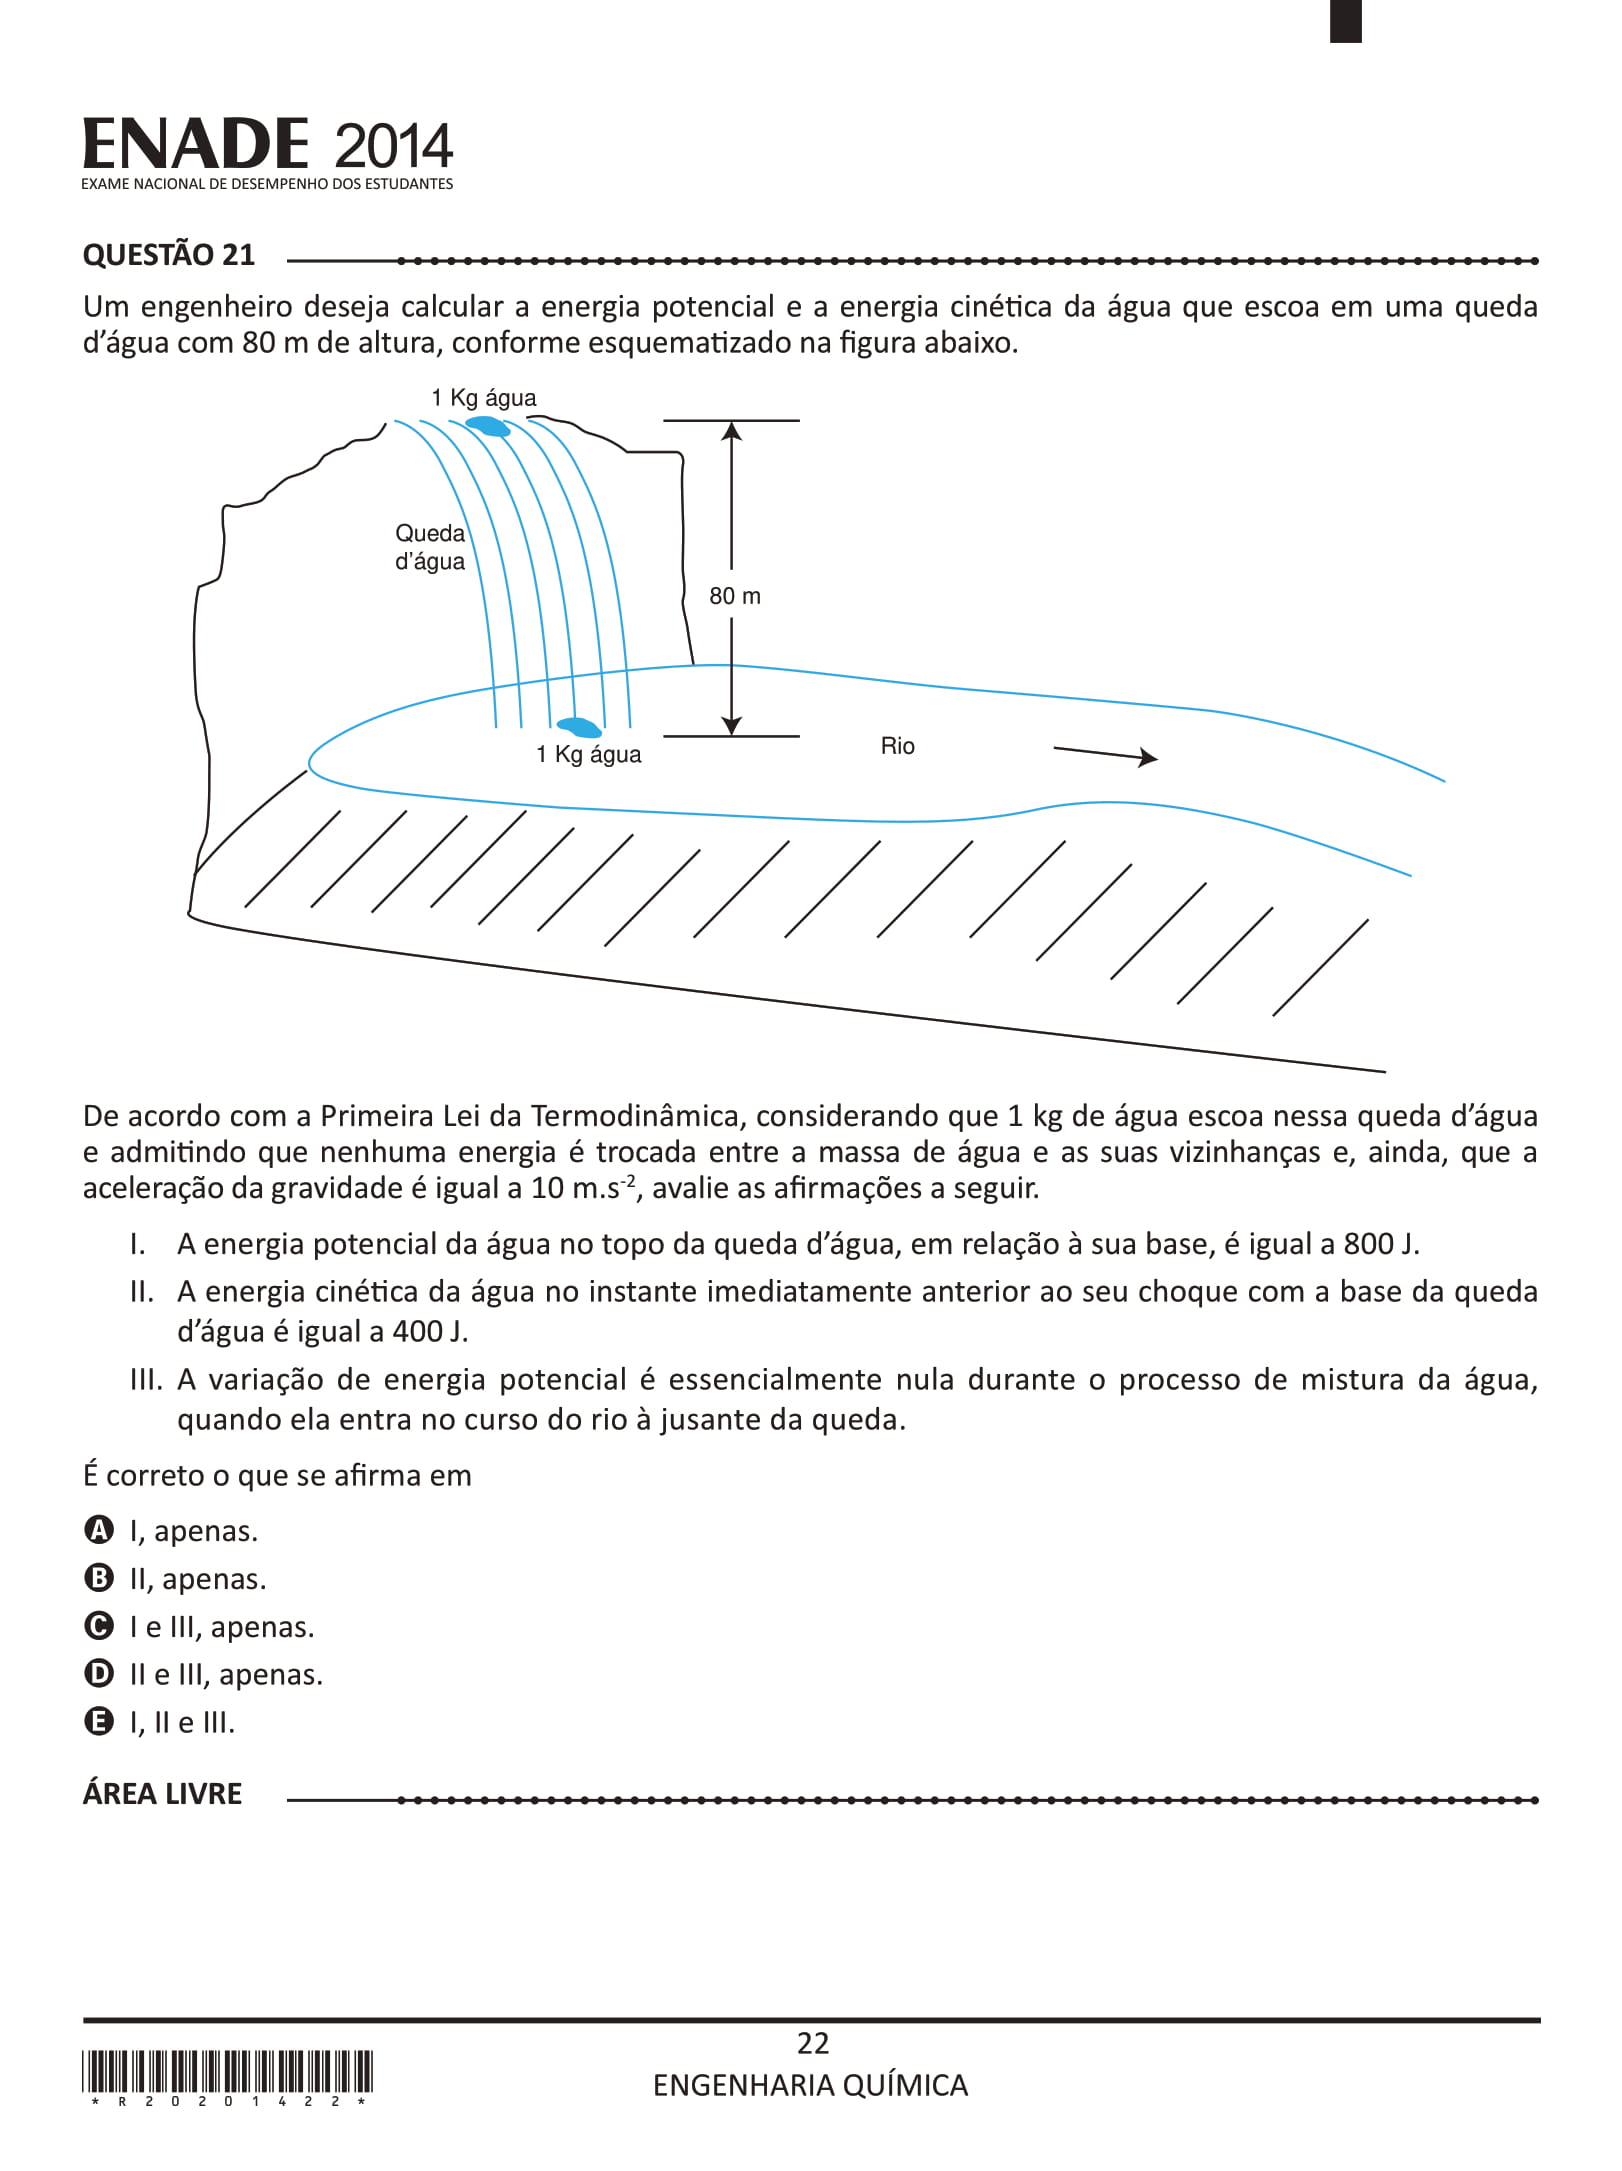 ENADE 2014
EXAME NACIONAL DE DESEMPENHO DOS ESTUDANTES
QUESTÃO 21
Um engenheiro deseja calcular a energia potencial e a energia cinética da água que escoa em uma queda
d’água com 80 m de altura, conforme esquematizado na figura abaixo.
1 Kg água
Queda
d’água
80 m
1 Kg água
Rio
De acordo com a Primeira Lei da Termodinâmica, considerando que 1 kg de água escoa nessa queda d’água
e admitindo que nenhuma energia é trocada entre a massa de água e as suas vizinhanças e, ainda, que a
aceleração da gravidade é igual a 10 m.s⁻², avalie as afirmações a seguir.
I. A energia potencial da água no topo da queda d’água, em relação à sua base, é igual a 800 J.
II. A energia cinética da água no instante imediatamente anterior ao seu choque com a base da queda
d’água é igual a 400 J.
III. A variação de energia potencial é essencialmente nula durante o processo de mistura da água,
quando ela entra no curso do rio à jusante da queda.
É correto o que se afirma em
A I, apenas.
B II, apenas.
C I e III, apenas.
D II e III, apenas.
E I, II e III.
ÁREA LIVRE
22
ENGENHARIA QUÍMICA
* R 2 0 2 0 1 4 2 2 *